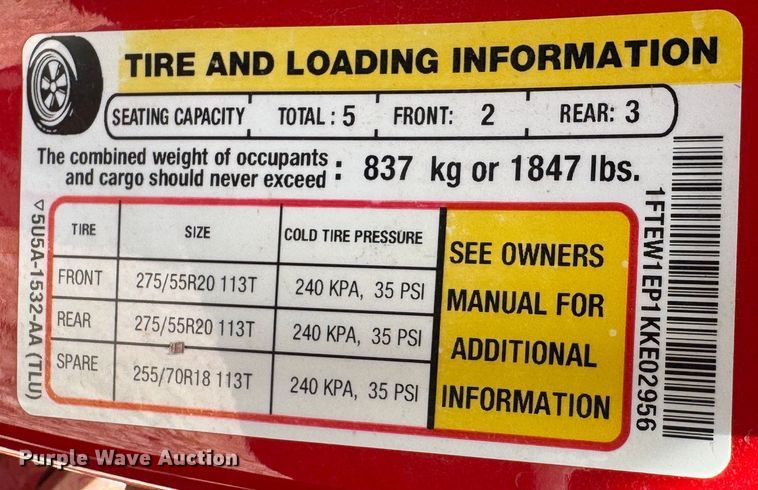 TIRE AND LOADING INFORMATION
SEATING CAPACITY TOTAL : 5 FRONT: 2 REAR: 3
The combined weight of occupants
and cargo should never exceed : 837 kg or 1847 lbs.
TIRE SIZE COLD TIRE PRESSURE
FRONT 275/55R20 113T 240 KPA, 35 PSI
REAR 275/55R20 113T 240 KPA, 35 PSI
SPARE 255/70R18 113T 240 KPA, 35 PSI
SEE OWNERS
MANUAL FOR
ADDITIONAL
INFORMATION
5U5A-1532-AA (TLU)
1FTEW1EP1KKE02956
Purple Wave Auction